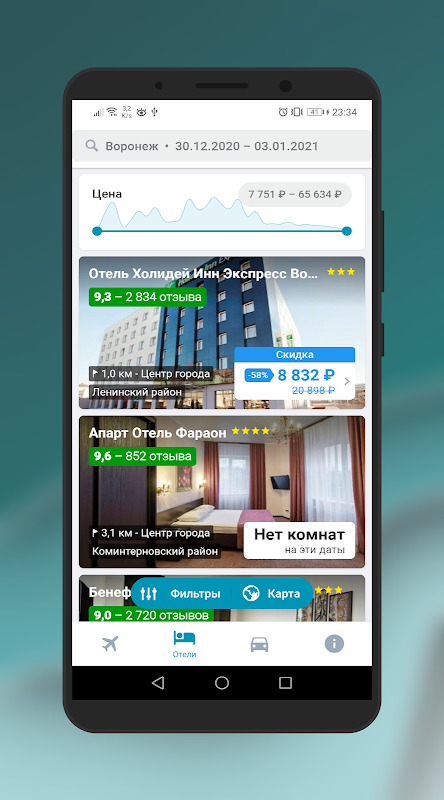 3,2
K/s
41
23:34
Воронеж • 30.12.2020 – 03.01.2021
Цена
7 751 ₽ – 65 634 ₽
Отель Холидей Инн Экспресс Во...
9,3 – 2 834 отзыва
Скидка
-58% 8 832 ₽
20 898 ₽
1,0 км - Центр города
Ленинский район
Апарт Отель Фараон
9,6 – 852 отзыва
3,1 км - Центр города
Коминтерновский район
Нет комнат
на эти даты
Бенеф
Фильтры
Карта
9,0 – 2 720 отзывов
Отели